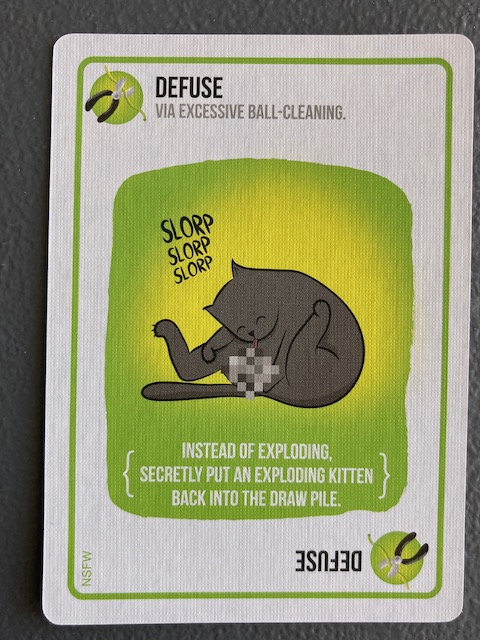 DEFUSE
VIA EXCESSIVE BALL-CLEANING.
SLORP
SLORP
SLORP
INSTEAD OF EXPLODING,
SECRETLY PUT AN EXPLODING KITTEN
BACK INTO THE DRAW PILE.
NSFW
DEFUSE